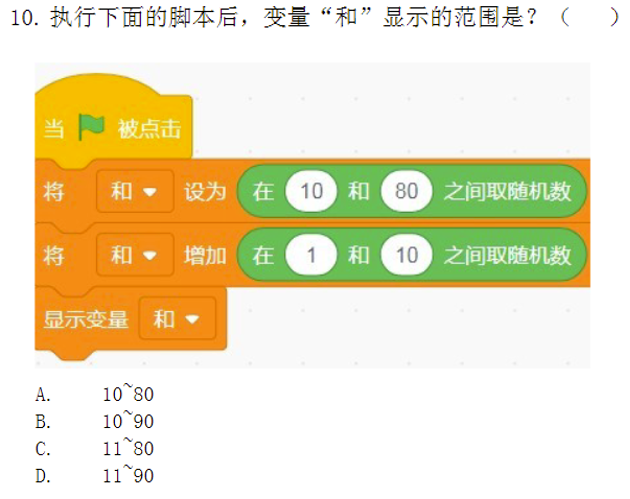 10. 执行下面的脚本后，变量“和”显示的范围是？（ ）
当 被点击
将 和 设为 在 10 和 80 之间取随机数
将 和 增加 在 1 和 10 之间取随机数
显示变量 和
A. 10~80
B. 10~90
C. 11~80
D. 11~90